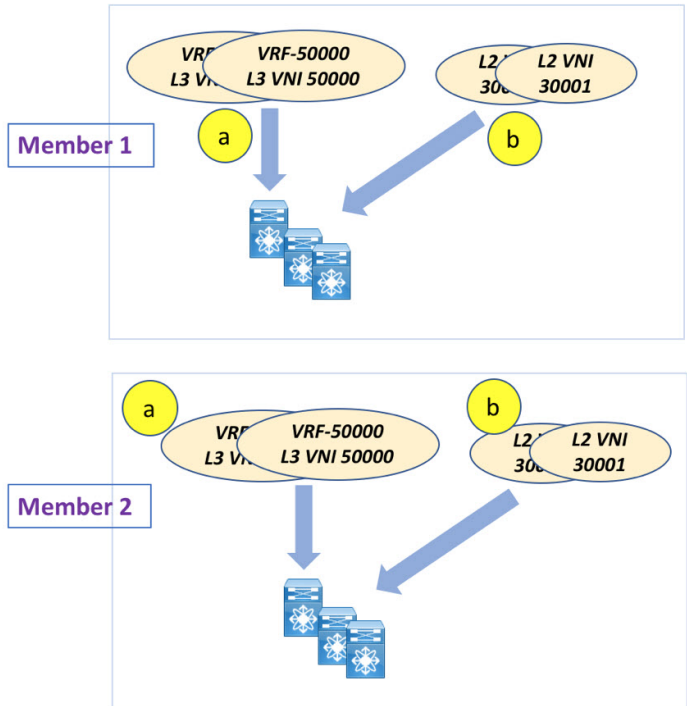 VRF-50000
L3 VNI 50000
L2 VNI
30001
a
b
Member 1
a
b
VRF-50000
L3 VNI 50000
L2 VNI
30001
Member 2